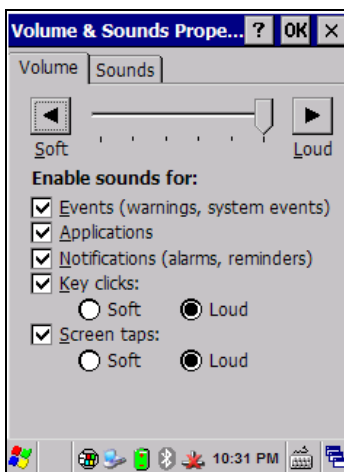 Volume & Sounds Prope... ? OK ×
Volume Sounds
Soft Loud
Enable sounds for:
Events (warnings, system events)
Applications
Notifications (alarms, reminders)
Key clicks:
Soft Loud
Screen taps:
Soft Loud
10:31 PM